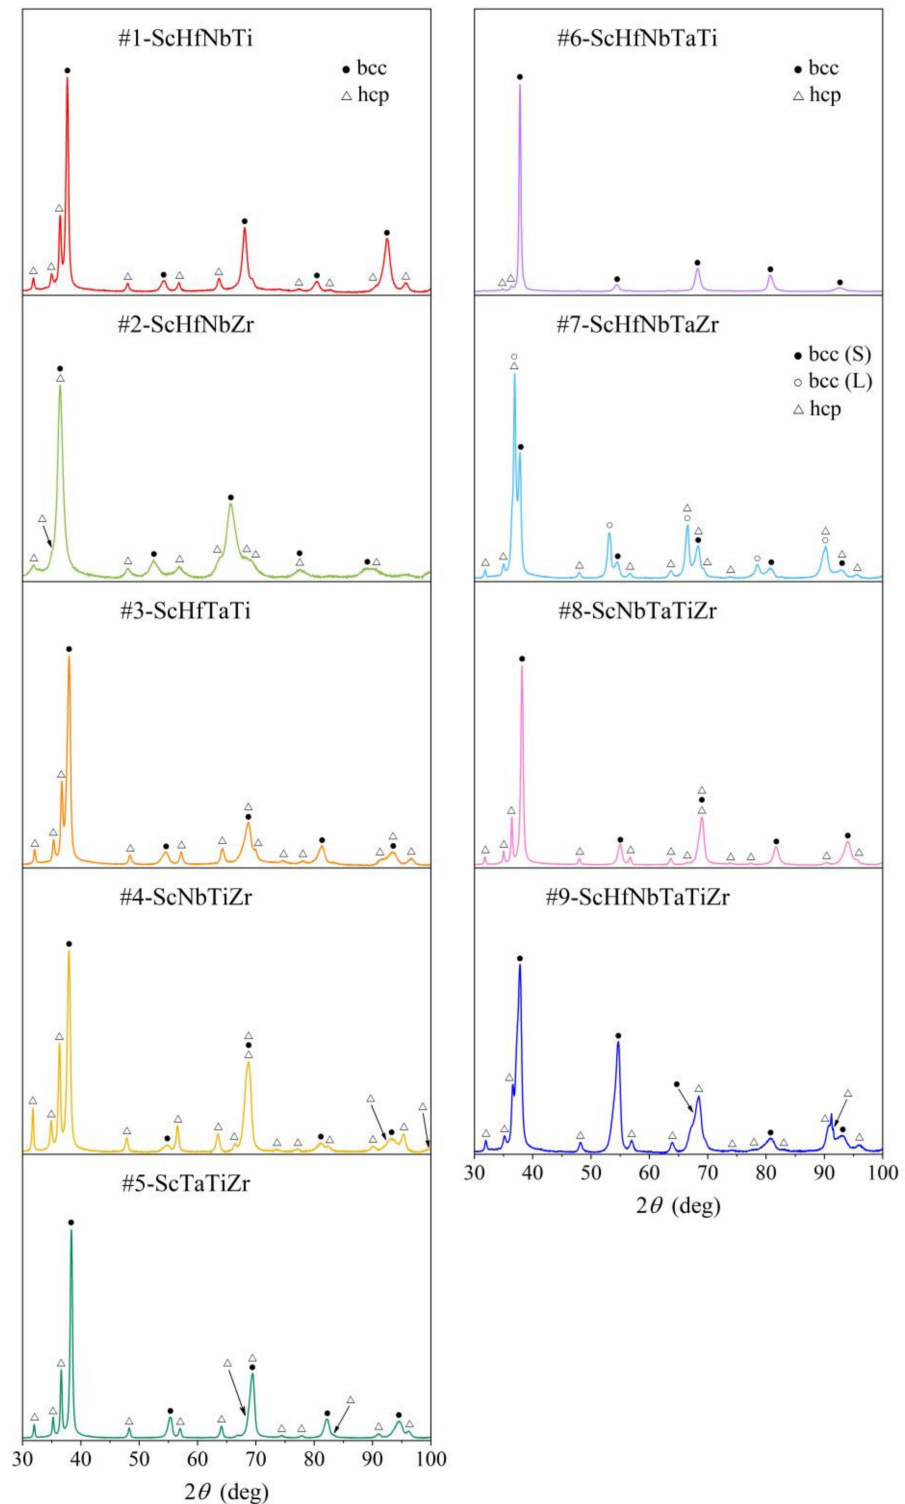 #1-ScHfNbTi
● bcc
△ hcp
#2-ScHfNbZr
#3-ScHfTaTi
#4-ScNbTiZr
#5-ScTaTiZr
30 40 50 60 70 80 90 100
2θ (deg)
#6-ScHfNbTaTi
● bcc
△ hcp
#7-ScHfNbTaZr
● bcc (S)
○ bcc (L)
△ hcp
#8-ScNbTaTiZr
#9-ScHfNbTaTiZr
30 40 50 60 70 80 90 100
2θ (deg)